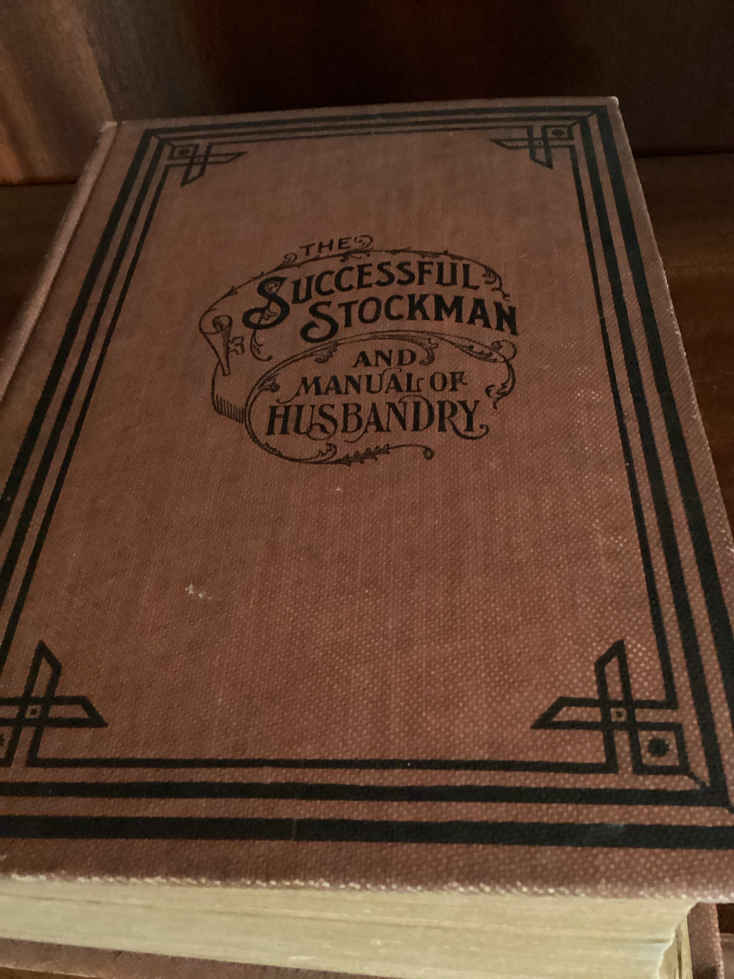 THE
SUCCESSFUL
STOCKMAN
AND
MANUAL OF
HUSBANDRY.